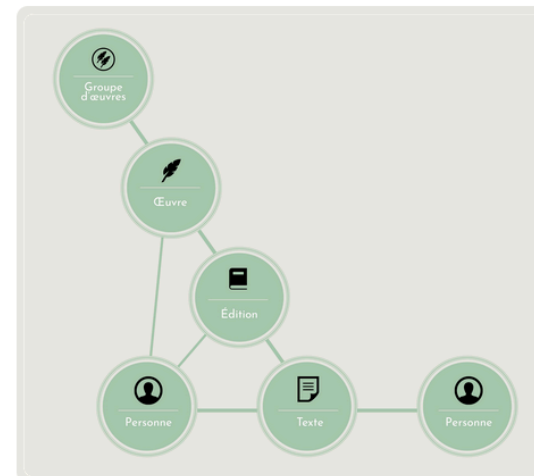 Groupe
d'œuvres
Œuvre
Édition
Personne
Texte
Personne